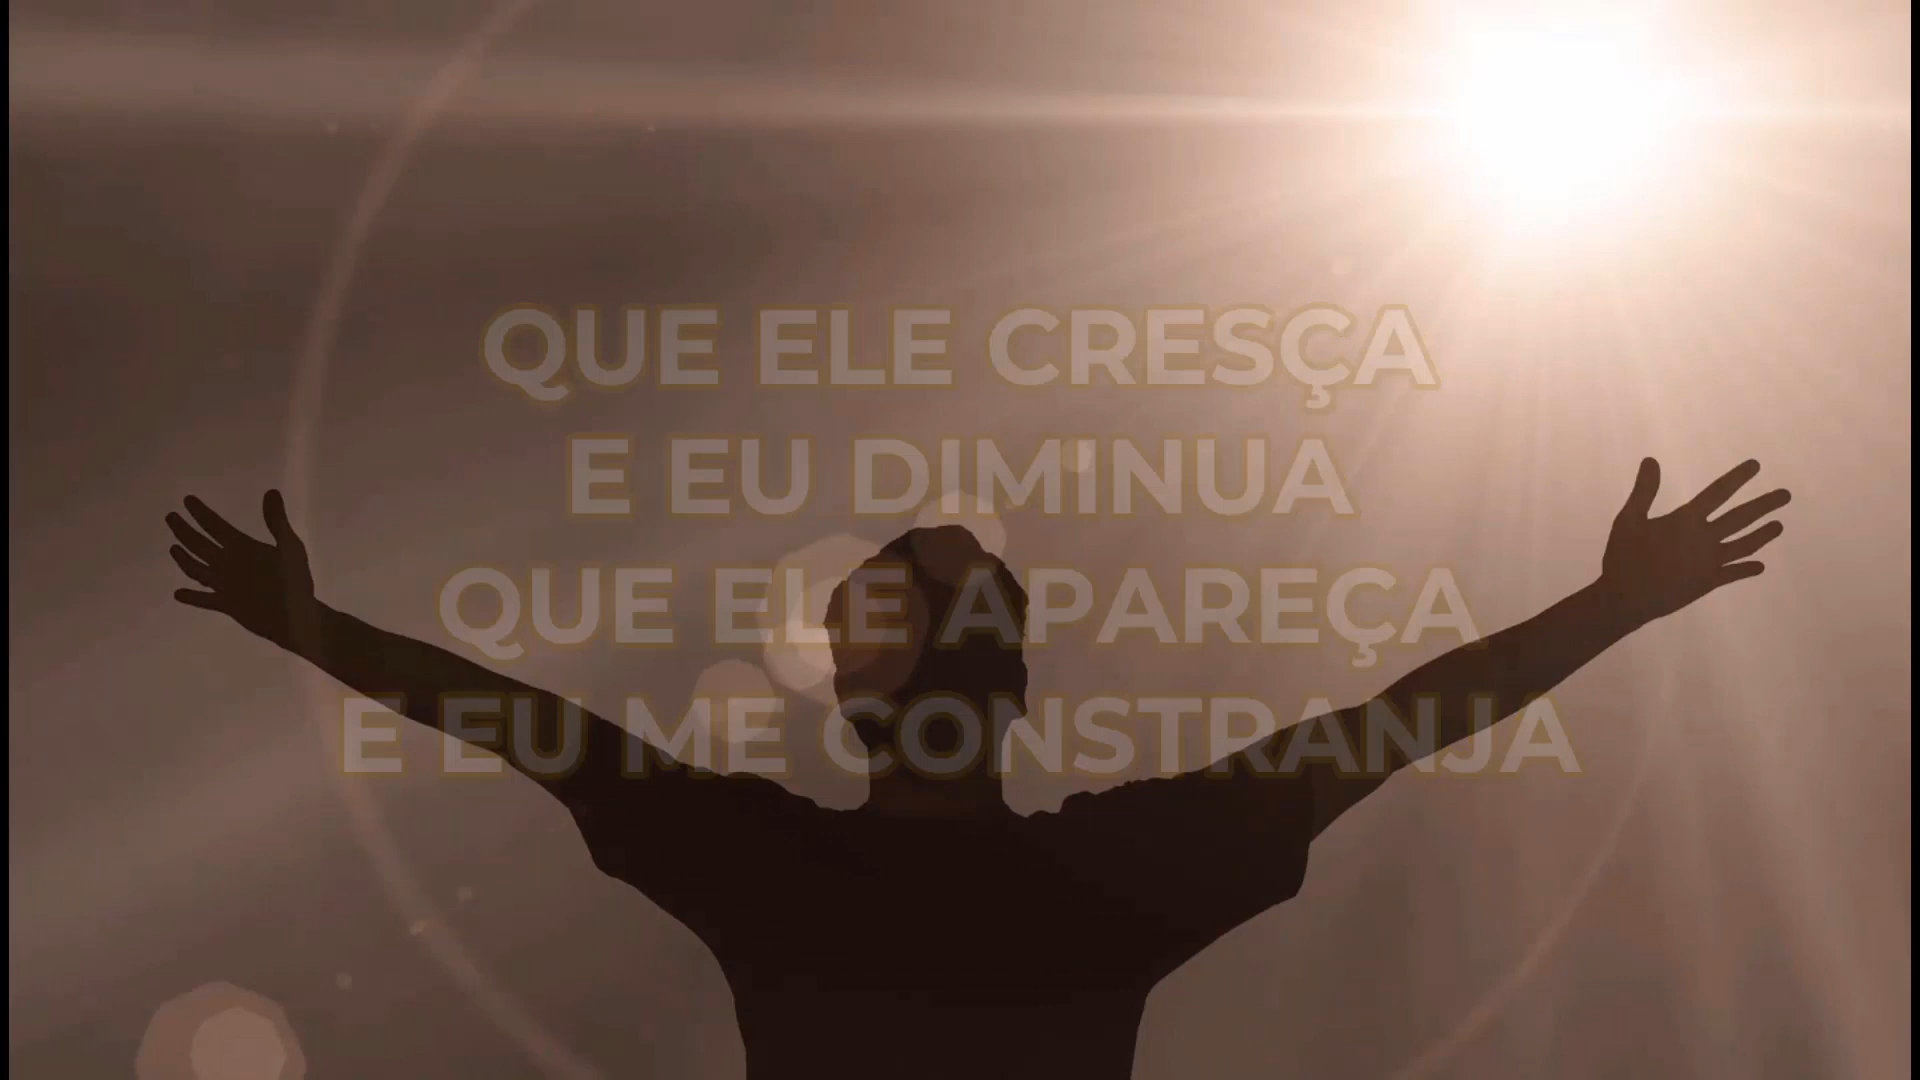 QUE ELE CRESÇA
E EU DIMINUA
QUE ELE APAREÇA
E EU ME CONSTRANJA